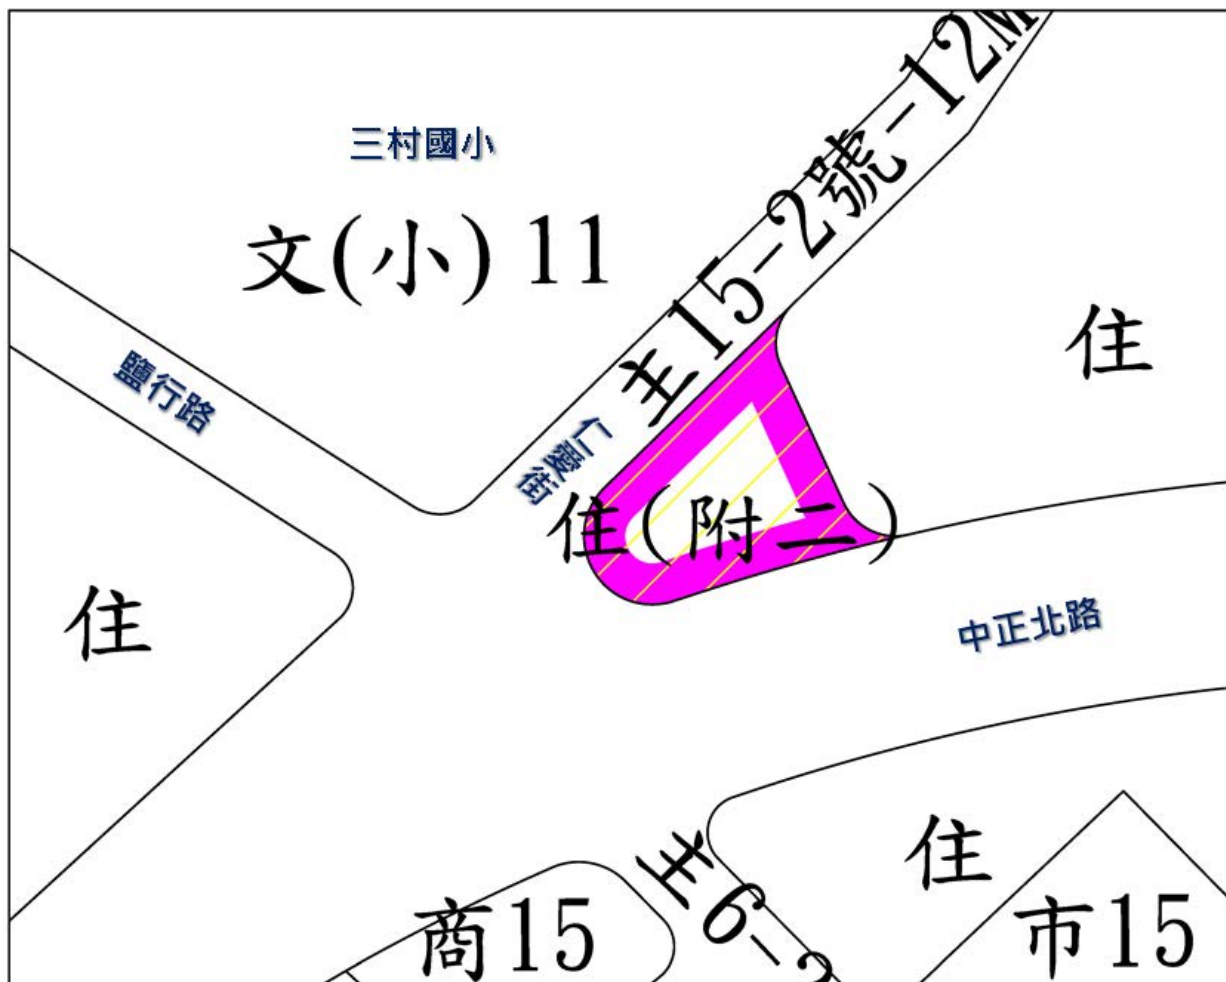 主15-2號-12M
三村國小
文(小) 11
住
鹽行路
仁愛街
住(附二)
住
中正北路
住
主6-
商15
市15